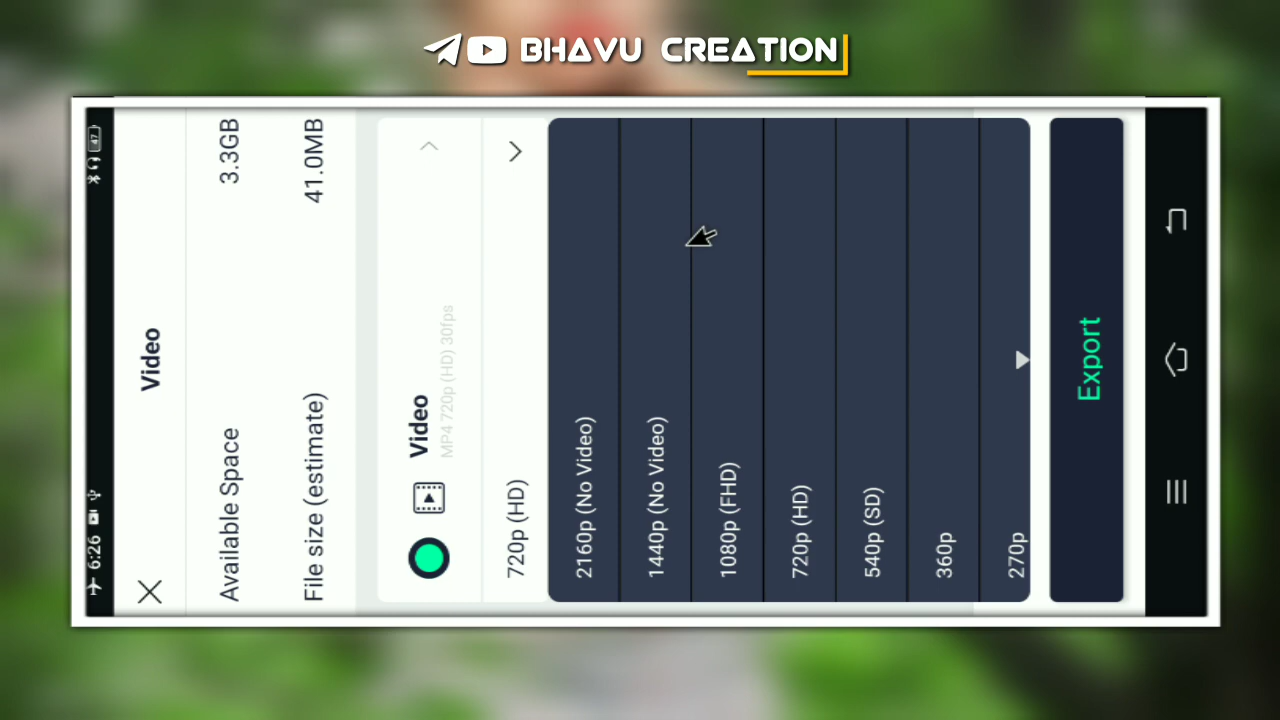 BHAVU CREATION
6:26
47
Video
Available Space 3.3GB
File size (estimate) 41.0MB
Video
MP4 720p (HD) 30fps
720p (HD)
2160p (No Video)
1440p (No Video)
1080p (FHD)
720p (HD)
540p (SD)
360p
270p
Export